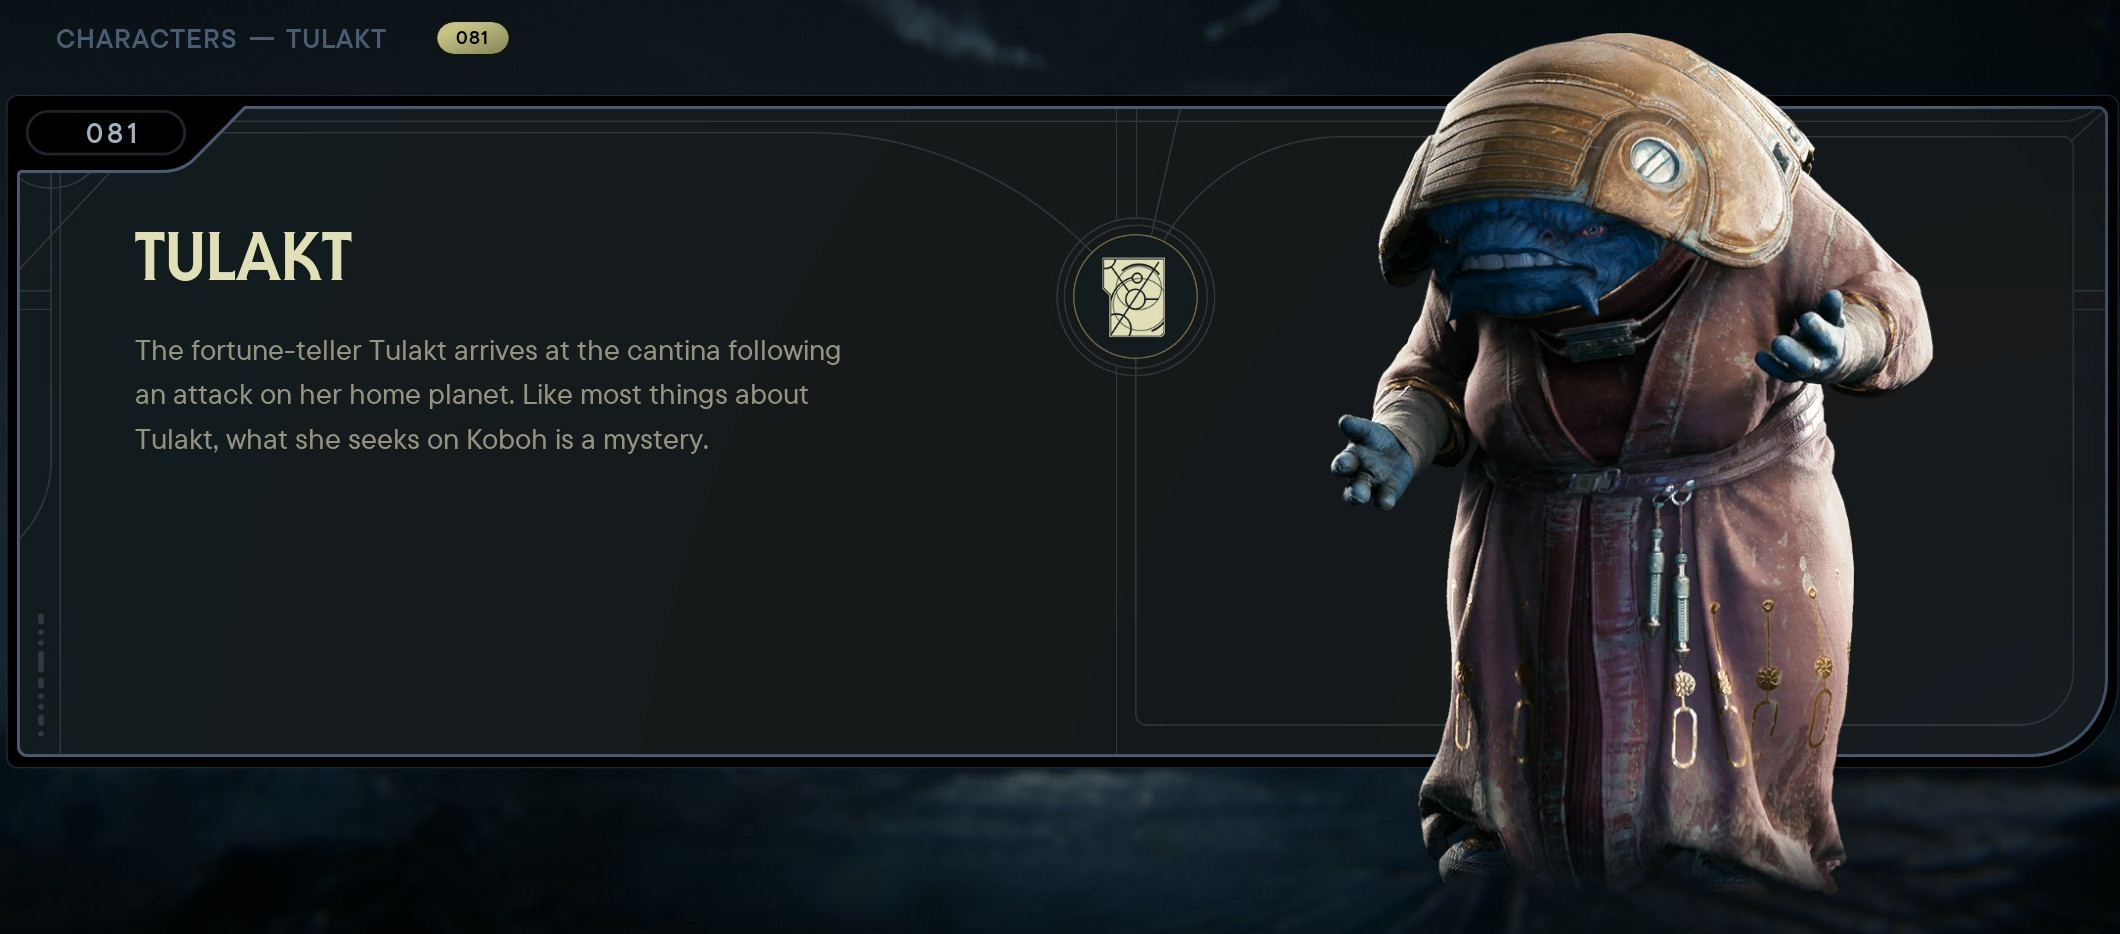 CHARACTERS — TULAKT 081
081
TULAKT
The fortune-teller Tulakt arrives at the cantina following
an attack on her home planet. Like most things about
Tulakt, what she seeks on Koboh is a mystery.